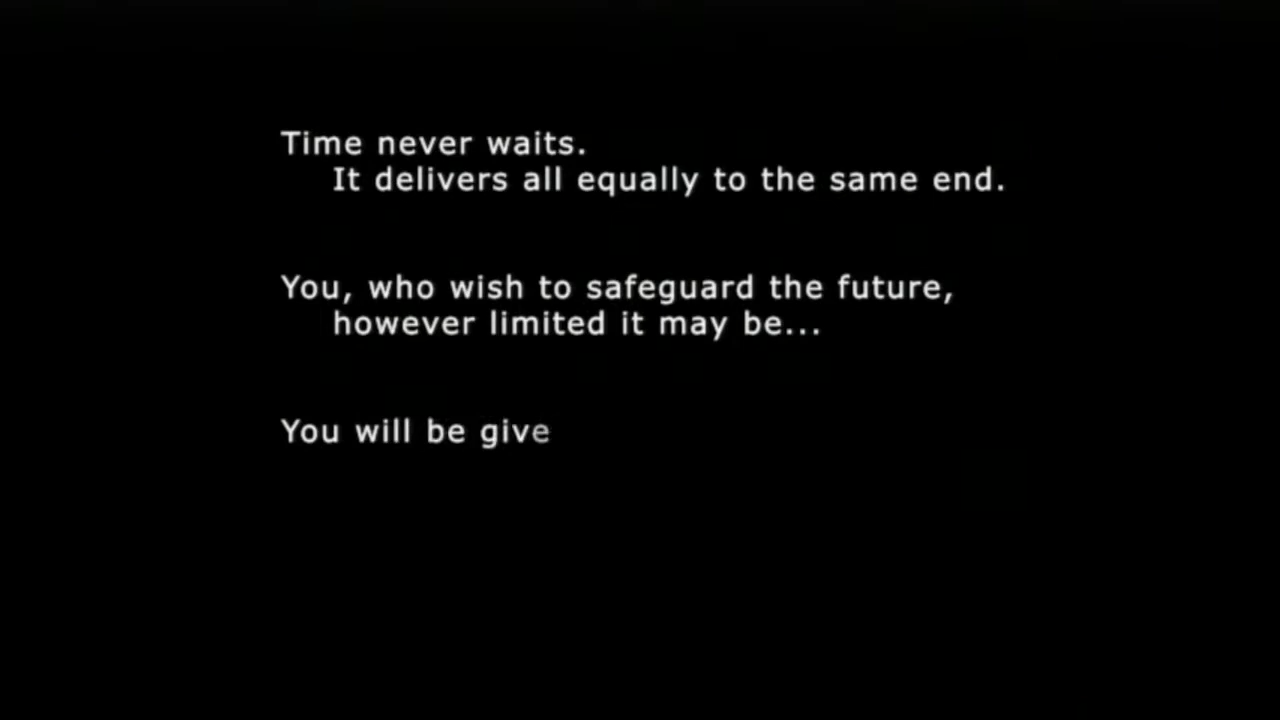 Time never waits.
It delivers all equally to the same end.
You, who wish to safeguard the future,
however limited it may be...
You will be give